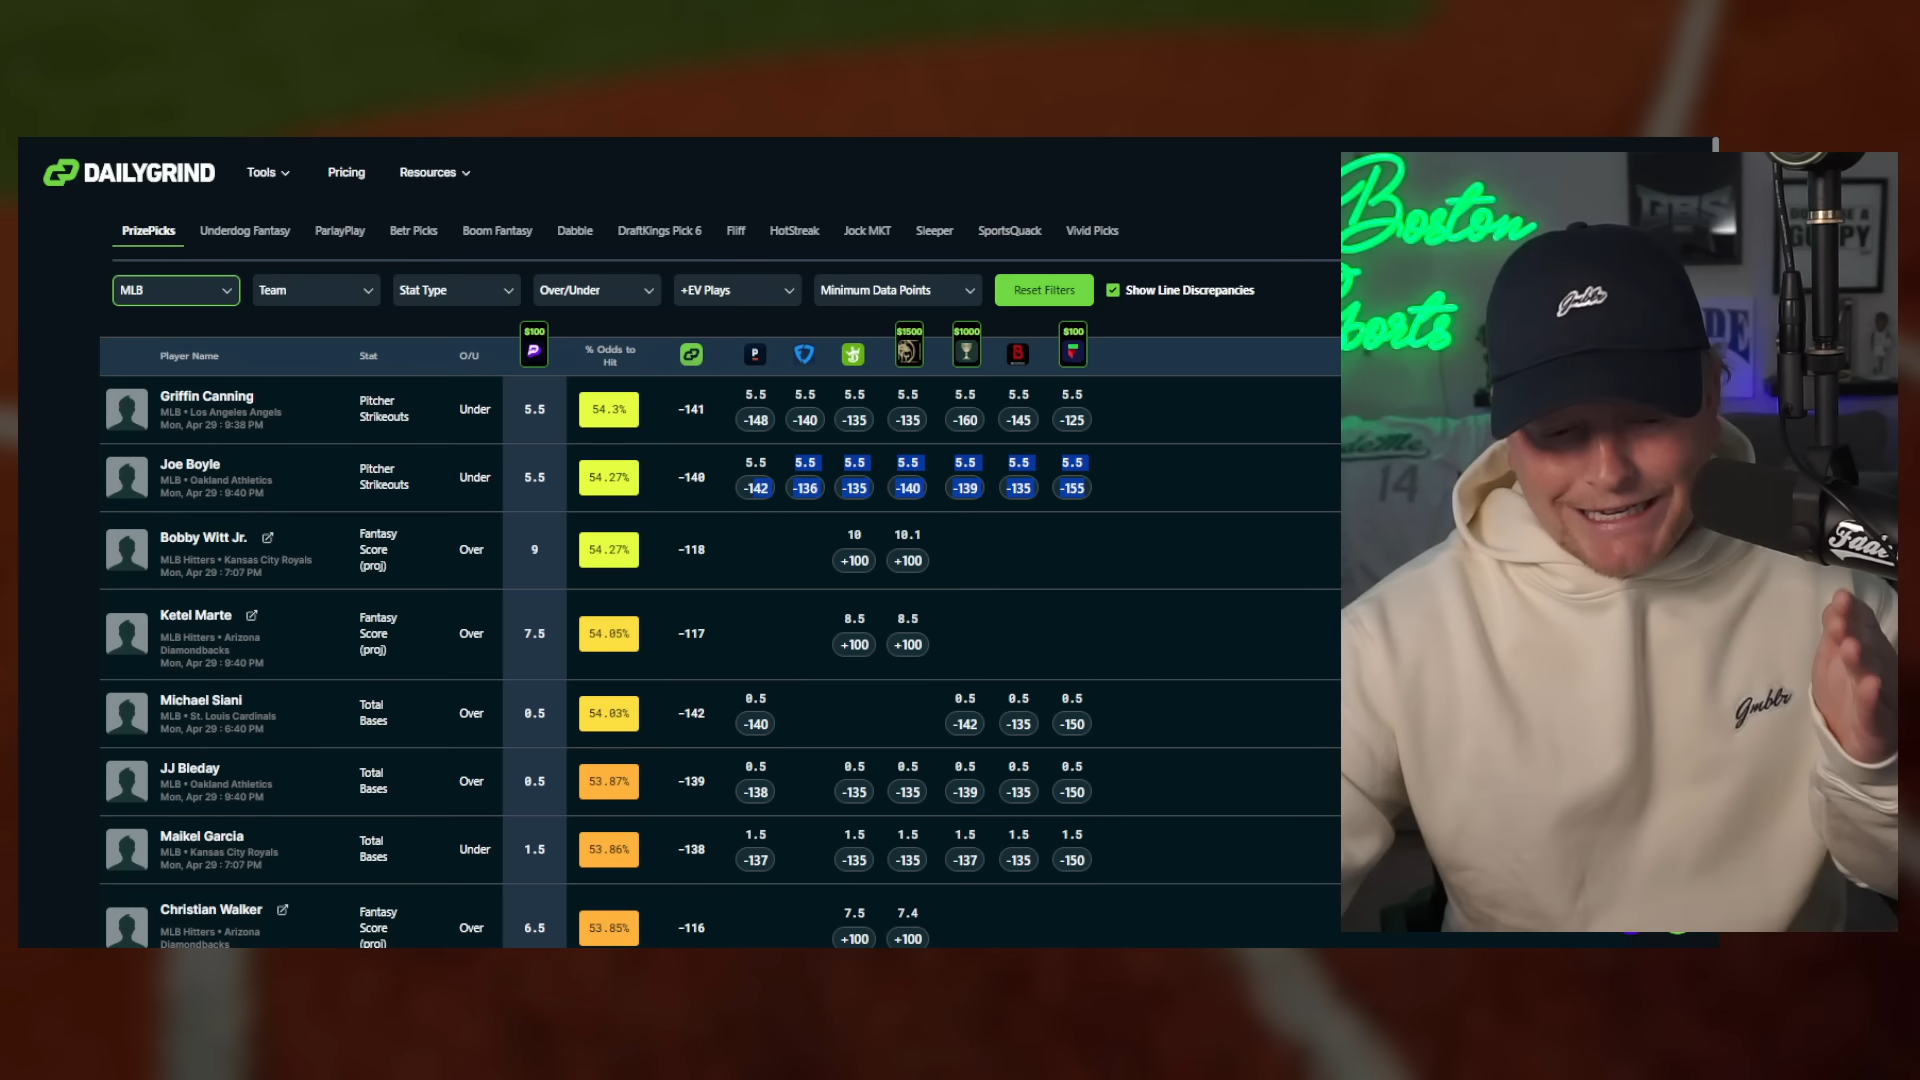 DAILYGRIND Tools Pricing Resources
PrizePicks Underdog Fantasy ParlayPlay Betr Picks Boom Fantasy Dabble DraftKings Pick 6 Fliff HotStreak Jock MKT Sleeper SportsQuack Vivid Picks
MLB Team Stat Type Over/Under +EV Plays Minimum Data Points Reset Filters Show Line Discrepancies
$100 $1500 $1000 $100
Player Name Stat O/U % Odds to Hit
Griffin Canning
MLB • Los Angeles Angels
Mon, Apr 29 : 9:38 PM
Pitcher Strikeouts Under 5.5 54.3% -141
5.5 5.5 5.5 5.5 5.5 5.5 5.5
-148 -140 -135 -135 -160 -145 -125
Joe Boyle
MLB • Oakland Athletics
Mon, Apr 29 : 9:40 PM
Pitcher Strikeouts Under 5.5 54.27% -140
5.5 5.5 5.5 5.5 5.5 5.5 5.5
-142 -136 -135 -140 -139 -135 -155
Bobby Witt Jr.
MLB Hitters • Kansas City Royals
Mon, Apr 29 : 7:07 PM
Fantasy Score (proj) Over 9 54.27% -118
10 10.1
+100 +100
Ketel Marte
MLB Hitters • Arizona Diamondbacks
Mon, Apr 29 : 9:40 PM
Fantasy Score (proj) Over 7.5 54.05% -117
8.5 8.5
+100 +100
Michael Siani
MLB • St. Louis Cardinals
Mon, Apr 29 : 6:40 PM
Total Bases Over 0.5 54.03% -142
0.5 0.5 0.5 0.5
-140 -142 -135 -150
JJ Bleday
MLB • Oakland Athletics
Mon, Apr 29 : 9:40 PM
Total Bases Over 0.5 53.87% -139
0.5 0.5 0.5 0.5 0.5 0.5
-138 -135 -135 -139 -135 -150
Maikel Garcia
MLB • Kansas City Royals
Mon, Apr 29 : 7:07 PM
Total Bases Under 1.5 53.86% -138
1.5 1.5 1.5 1.5 1.5 1.5
-137 -135 -135 -137 -135 -150
Christian Walker
MLB Hitters • Arizona Diamondbacks
Fantasy Score (proj) Over 6.5 53.85% -116
7.5 7.4
+100 +100
Boston
14
Gmblr
Gmblr